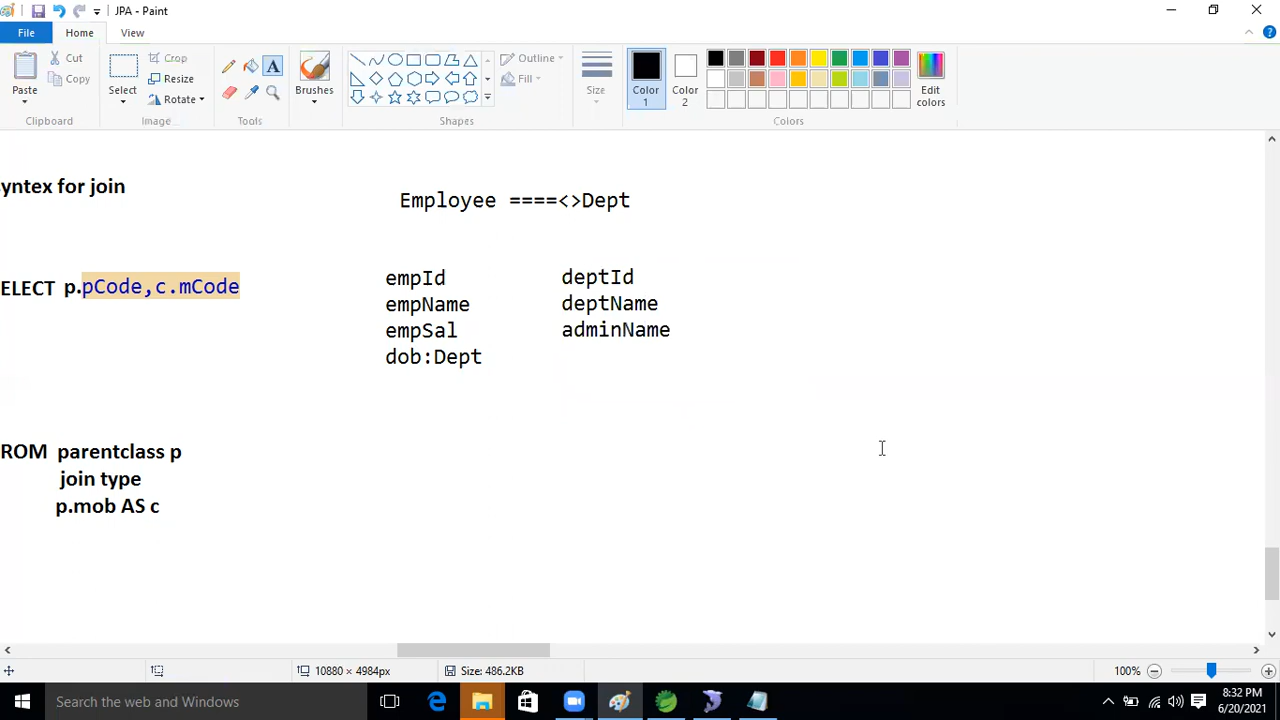 JPA - Paint
File
Home
View
Paste
Cut
Copy
Clipboard
Select
Crop
Resize
Rotate
Image
Tools
Brushes
Shapes
Outline
Fill
Size
Color 1
Color 2
Edit colors
Colors
yntex for join
Employee ====<>Dept
ELECT p.pCode,c.mCode
empId
empName
empSal
dob:Dept
deptId
deptName
adminName
ROM parentclass p
join type
p.mob AS c
10880 × 4984px
Size: 486.2KB
100%
Search the web and Windows
8:32 PM
6/20/2021